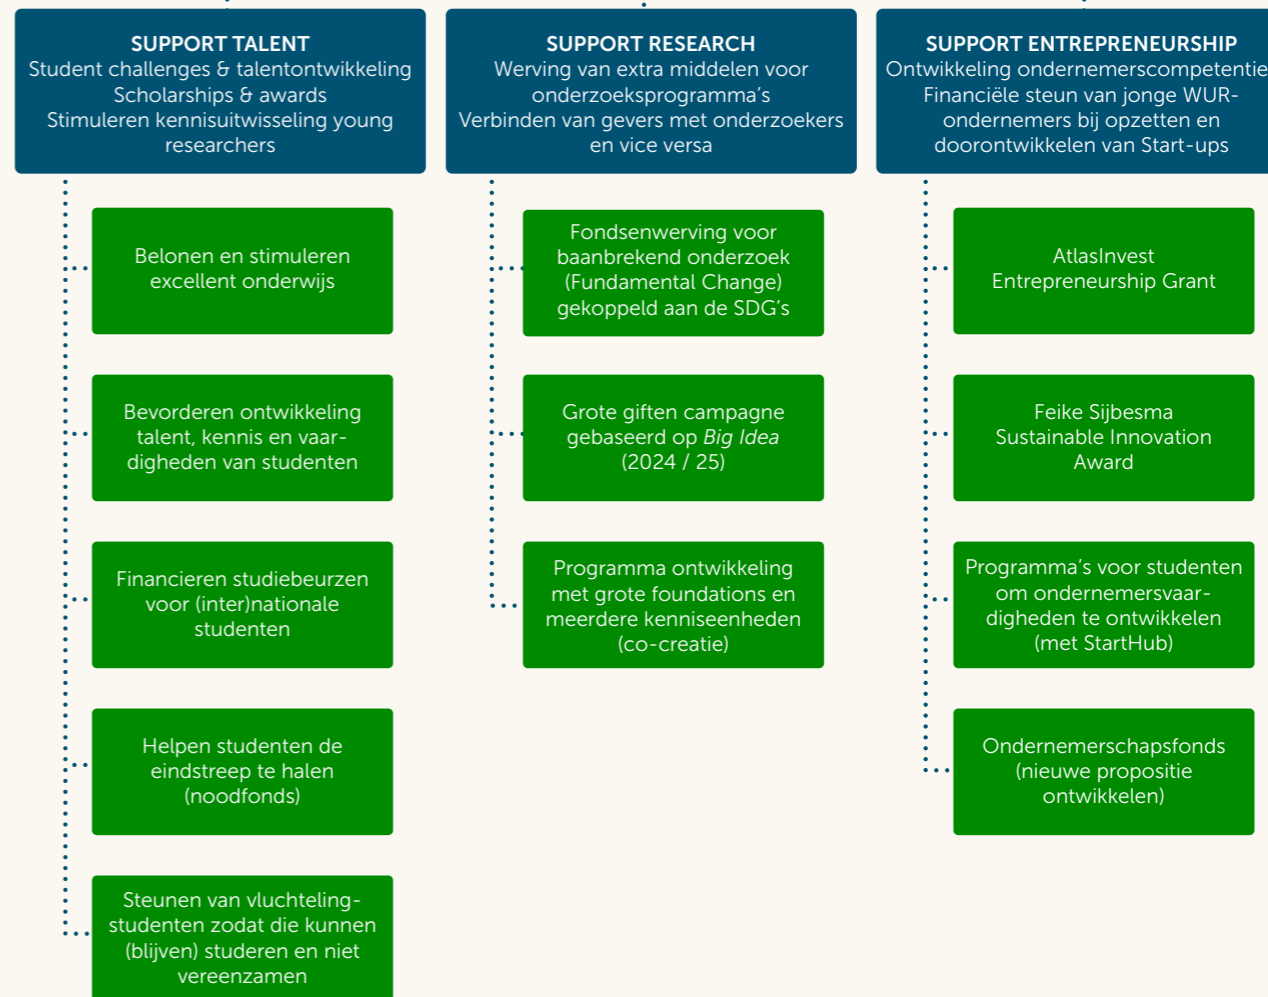 SUPPORT TALENT
Student challenges & talentontwikkeling
Scholarships & awards
Stimuleren kennisuitwisseling young
researchers
Belonen en stimuleren
excellent onderwijs
Bevorderen ontwikkeling
talent, kennis en vaar-
digheden van studenten
Financieren studiebeurzen
voor (inter)nationale
studenten
Helpen studenten de
eindstreep te halen
(noodfonds)
Steunen van vluchteling-
studenten zodat die kunnen
(blijven) studeren en niet
vereenzamen
SUPPORT RESEARCH
Werving van extra middelen voor
onderzoeksprogramma's
Verbinden van gevers met onderzoekers
en vice versa
Fondsenwerving voor
baanbrekend onderzoek
(Fundamental Change)
gekoppeld aan de SDG's
Grote giften campagne
gebaseerd op Big Idea
(2024 / 25)
Programma ontwikkeling
met grote foundations en
meerdere kenniseenheden
(co-creatie)
SUPPORT ENTREPRENEURSHIP
Ontwikkeling ondernemerscompetentie
Financiële steun van jonge WUR-
ondernemers bij opzetten en
doorontwikkelen van Start-ups
AtlasInvest
Entrepreneurship Grant
Feike Sijbesma
Sustainable Innovation
Award
Programma's voor studenten
om ondernemersvaar-
digheden te ontwikkelen
(met StartHub)
Ondernemerschapsfonds
(nieuwe propositie
ontwikkelen)